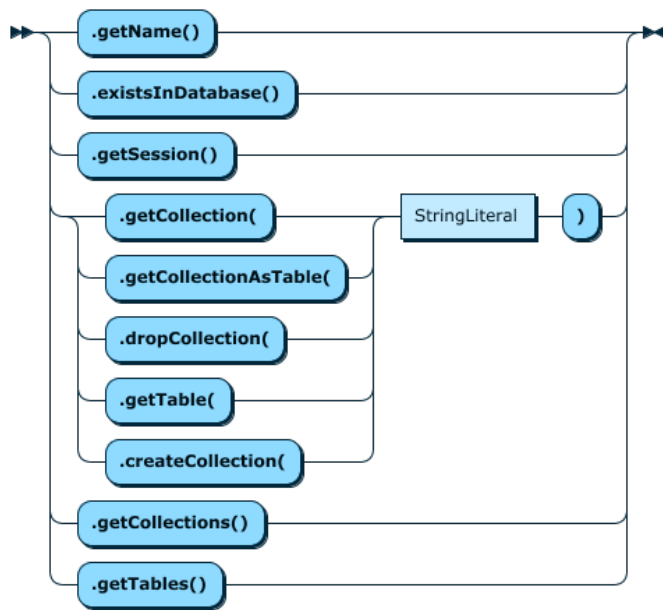 .getName()
.existsInDatabase()
.getSession()
.getCollection( StringLiteral )
.getCollectionAsTable(
.dropCollection(
.getTable(
.createCollection(
.getCollections()
.getTables()